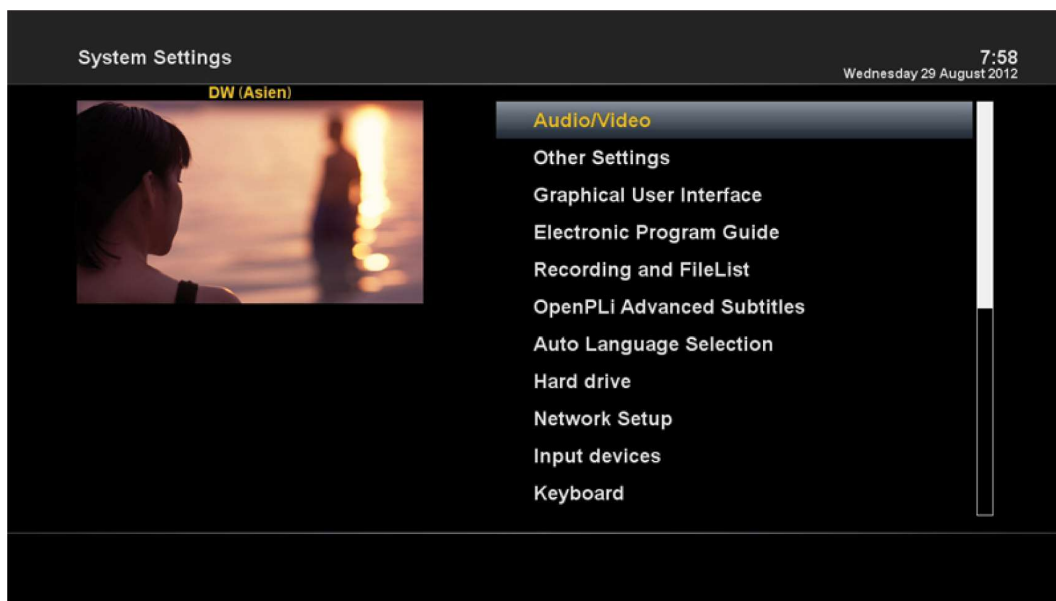 System Settings
7:58
Wednesday 29 August 2012
DW (Asien)
Audio/Video
Other Settings
Graphical User Interface
Electronic Program Guide
Recording and FileList
OpenPLi Advanced Subtitles
Auto Language Selection
Hard drive
Network Setup
Input devices
Keyboard